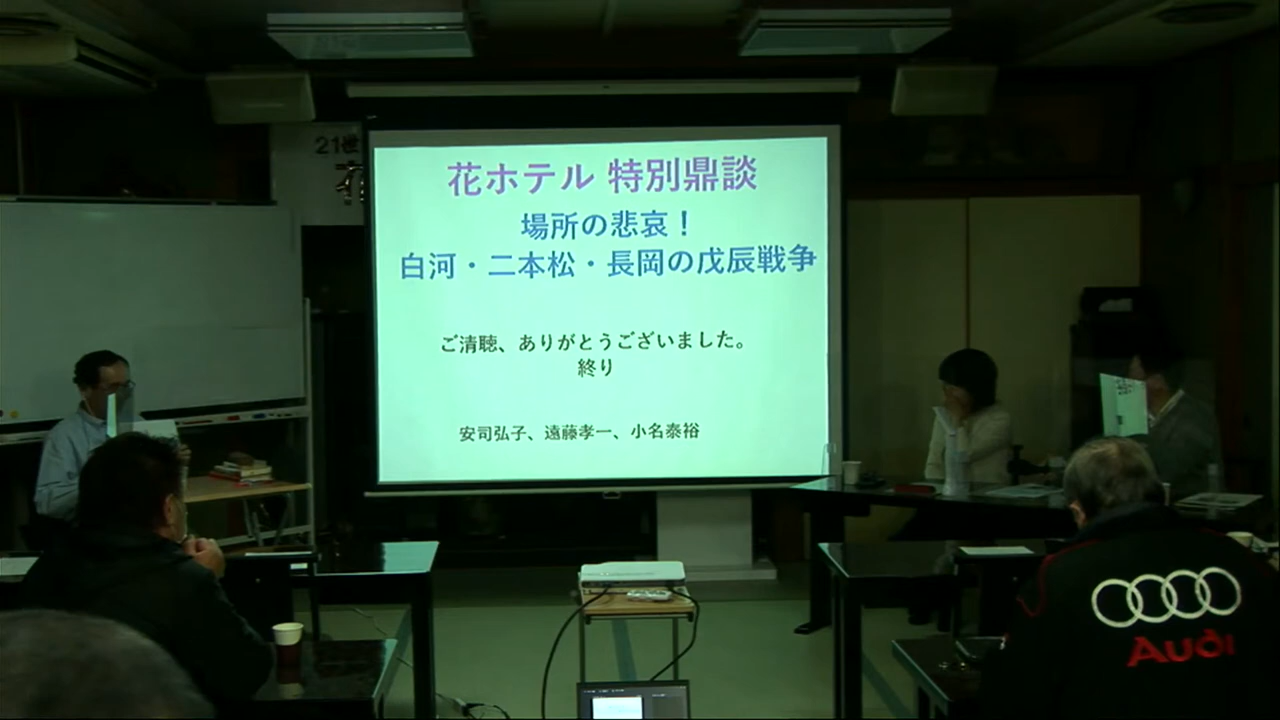 21世
花ホテル 特別鼎談
場所の悲哀！
白河・二本松・長岡の戊辰戦争
ご清聴、ありがとうございました。
終り
安司弘子、遠藤孝一、小名泰裕
Audi